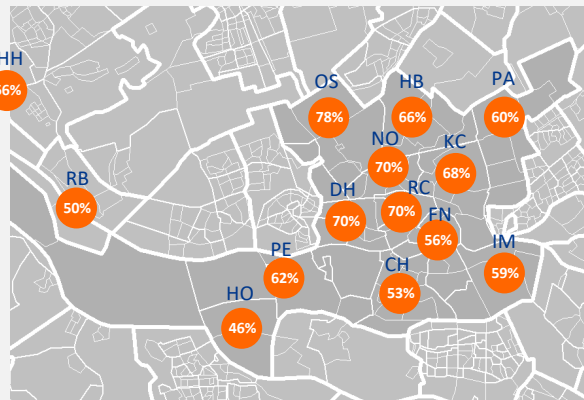 HH
56%
OS
78%
HB
66%
PA
60%
NO
70%
KC
68%
RB
50%
DH
70%
RC
70%
FN
56%
PE
62%
CH
53%
IM
59%
HO
46%